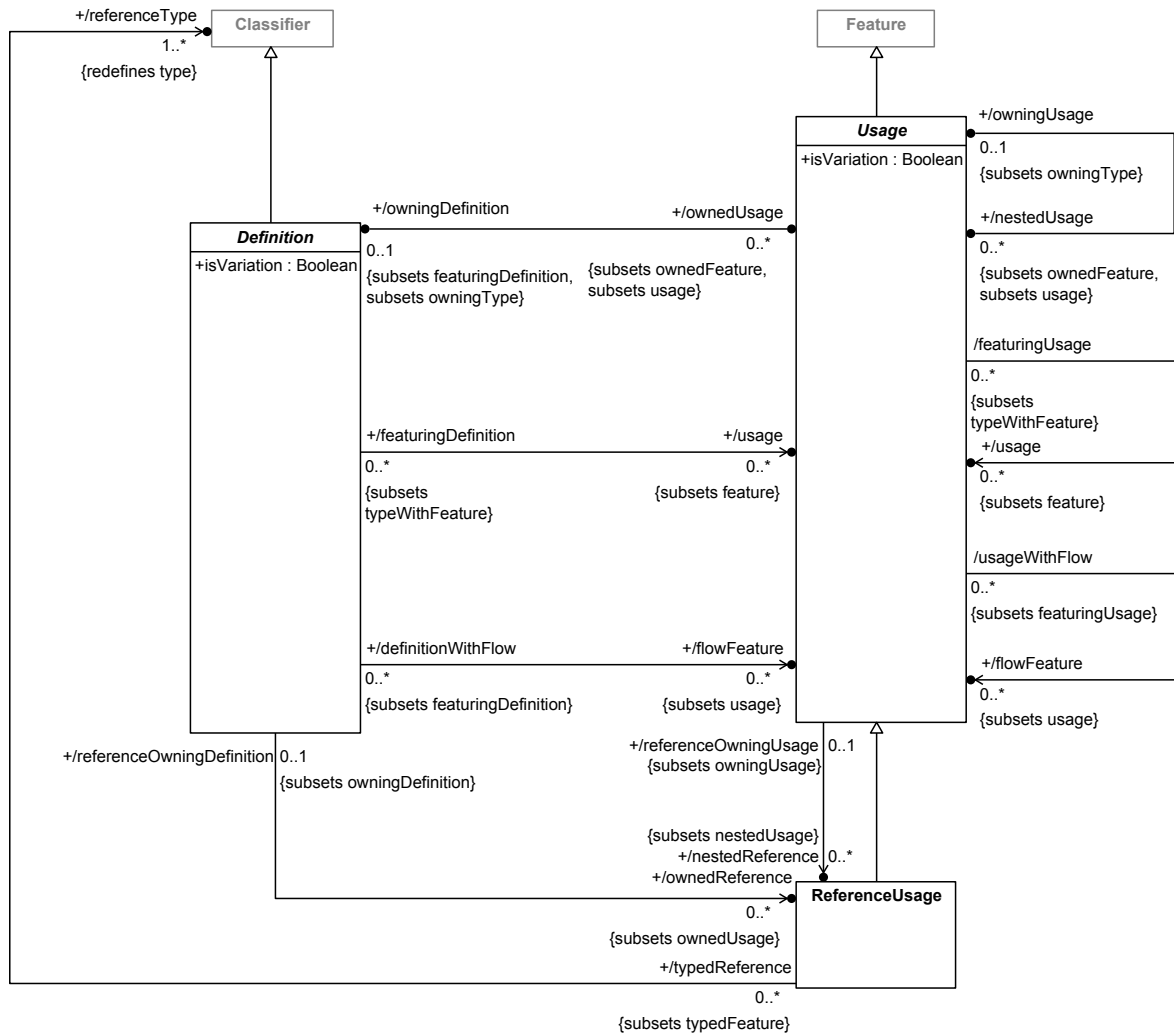 +/referenceType
Classifier
Feature
1..*
{redefines type}
+/owningUsage
Usage
0..1
+isVariation : Boolean
{subsets owningType}
+/owningDefinition
+/ownedUsage
+/nestedUsage
Definition
0..1
0..*
0..*
+isVariation : Boolean
{subsets featuringDefinition,
subsets owningType}
{subsets ownedFeature,
subsets usage}
{subsets ownedFeature,
subsets usage}
/featuringUsage
0..*
{subsets
typeWithFeature}
+/featuringDefinition
+/usage
+/usage
0..*
0..*
0..*
{subsets
typeWithFeature}
{subsets feature}
{subsets feature}
/usageWithFlow
0..*
{subsets featuringUsage}
+/definitionWithFlow
+/flowFeature
+/flowFeature
0..*
0..*
0..*
{subsets featuringDefinition}
{subsets usage}
{subsets usage}
+/referenceOwningDefinition
0..1
{subsets owningDefinition}
+/referenceOwningUsage
0..1
{subsets owningUsage}
{subsets nestedUsage}
+/nestedReference
0..*
+/ownedReference
ReferenceUsage
0..*
{subsets ownedUsage}
+/typedReference
0..*
{subsets typedFeature}